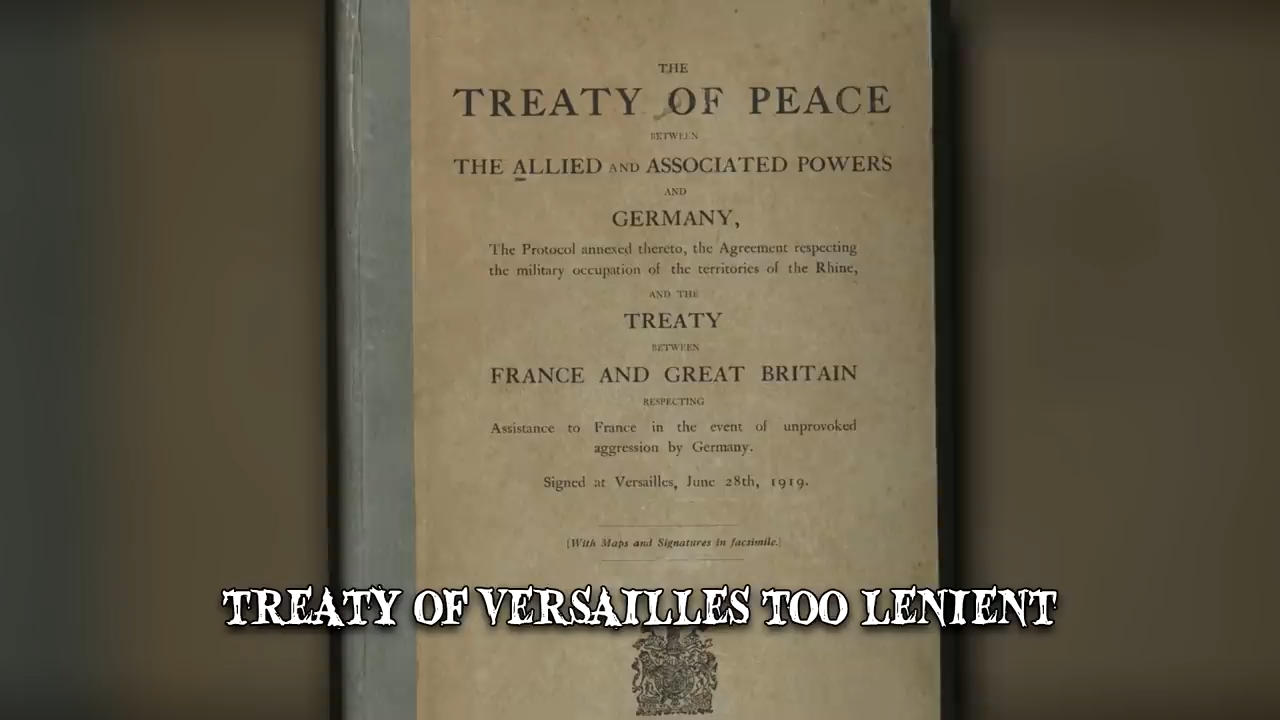 THE
TREATY OF PEACE
BETWEEN
THE ALLIED AND ASSOCIATED POWERS
AND
GERMANY,
The Protocol annexed thereto, the Agreement respecting
the military occupation of the territories of the Rhine,
AND THE
TREATY
BETWEEN
FRANCE AND GREAT BRITAIN
RESPECTING
Assistance to France in the event of unprovoked
aggression by Germany.
Signed at Versailles, June 28th, 1919.
[With Maps and Signatures in facsimile.]
TREATY OF VERSAILLES TOO LENIENT